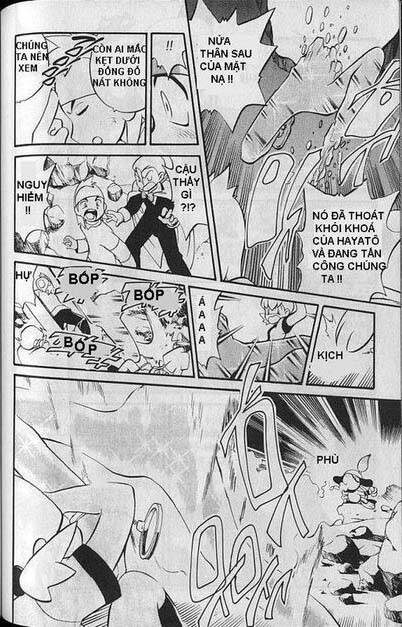 NỬA
THÂN SAU
CỦA MẶT
NẠ !!
NÓ ĐÃ THOÁT
KHỎI KHOÁ
CỦA HAYATÔ
VÀ ĐANG TẤN
CÔNG CHÚNG
TA !!
!!
CÒN AI MẮC
KẸT DƯỚI
ĐỐNG ĐỔ
NÁT KHÔNG
CHÚNG
TA NÊN
XEM
CẬU
THẤY
GÌ
?!?
NGUY
HIỂM
!!
KỊCH
Á
A
A
A
BỐP
BỐP
BỐP
BỐP
HỰ
PHÙ